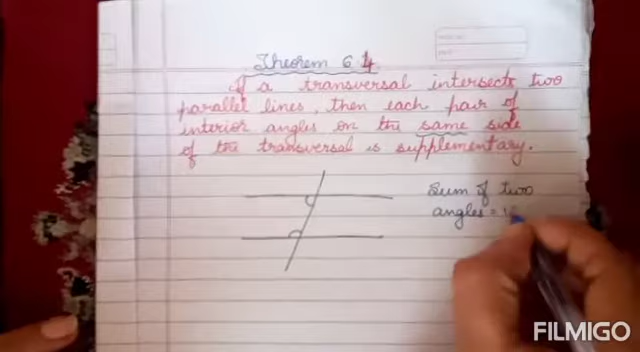 Theorem 6.4
If a transversal intersects two
parallel lines, then each pair of
interior angles on the same side
of the transversal is supplementary.
Sum of two
angles = 1
FILMIGO